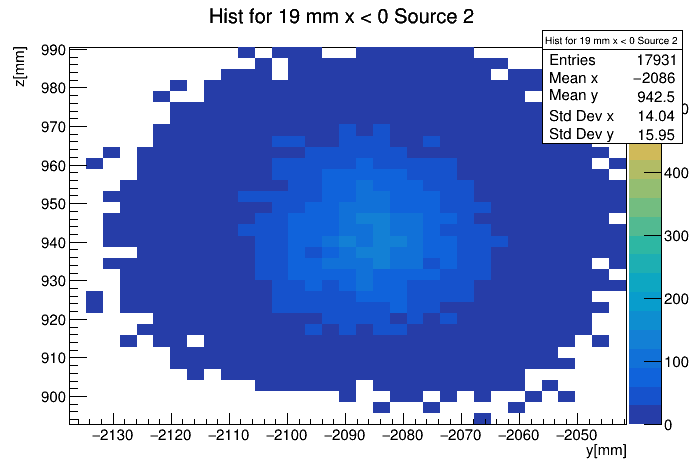 Hist for 19 mm x < 0 Source 2
Hist for 19 mm x < 0 Source 2
Entries 17931
Mean x −2086
Mean y 942.5
Std Dev x 14.04
Std Dev y 15.95
z[mm]
990
980
970
960
950
940
930
920
910
900
400
300
200
100
0
−2130 −2120 −2110 −2100 −2090 −2080 −2070 −2060 −2050
y[mm]